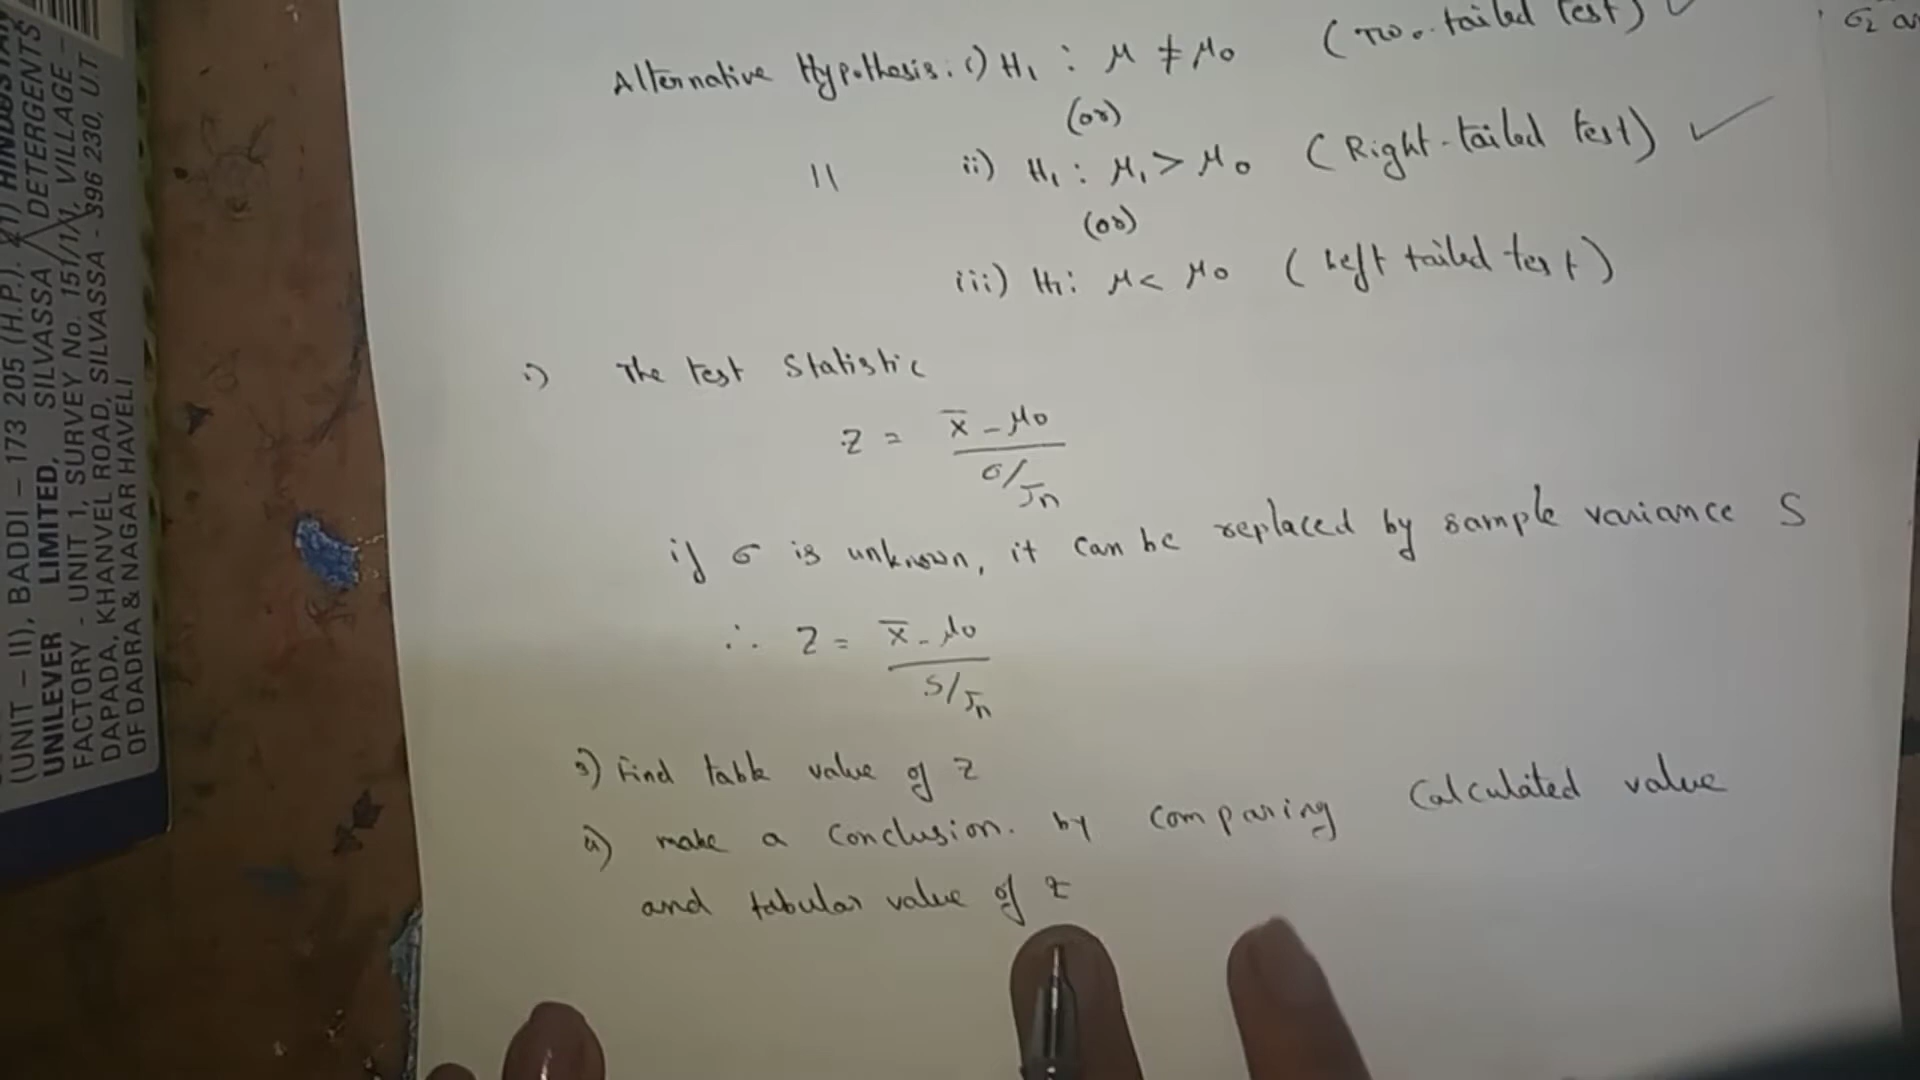 (UNIT – II), BADDI – 173 205 (H.P.).
UNILEVER LIMITED, SILVASSA DETERGENTS
FACTORY - UNIT 1, SURVEY No. 151/1/1, VILLAGE -
DAPADA, KHANVEL ROAD, SILVASSA - 396 230, UT
OF DADRA & NAGAR HAVELI
Alternative Hypothesis: i) H₁ : μ ≠ μ₀ (Two-tailed test) ✓
σ₂
(or)
11 ii) H₁ : μ₁ > μ₀ (Right-tailed test) ✓
(or)
iii) H₁: μ < μ₀ (Left tailed test)
The test Statistic
Z = x̄ - μ₀
σ/√n
if σ is unknown, it can be replaced by sample variance S
∴ Z = x̄ - μ₀
S/√n
3) Find table value of z
4) make a conclusion. by comparing Calculated value
and tabular value of z